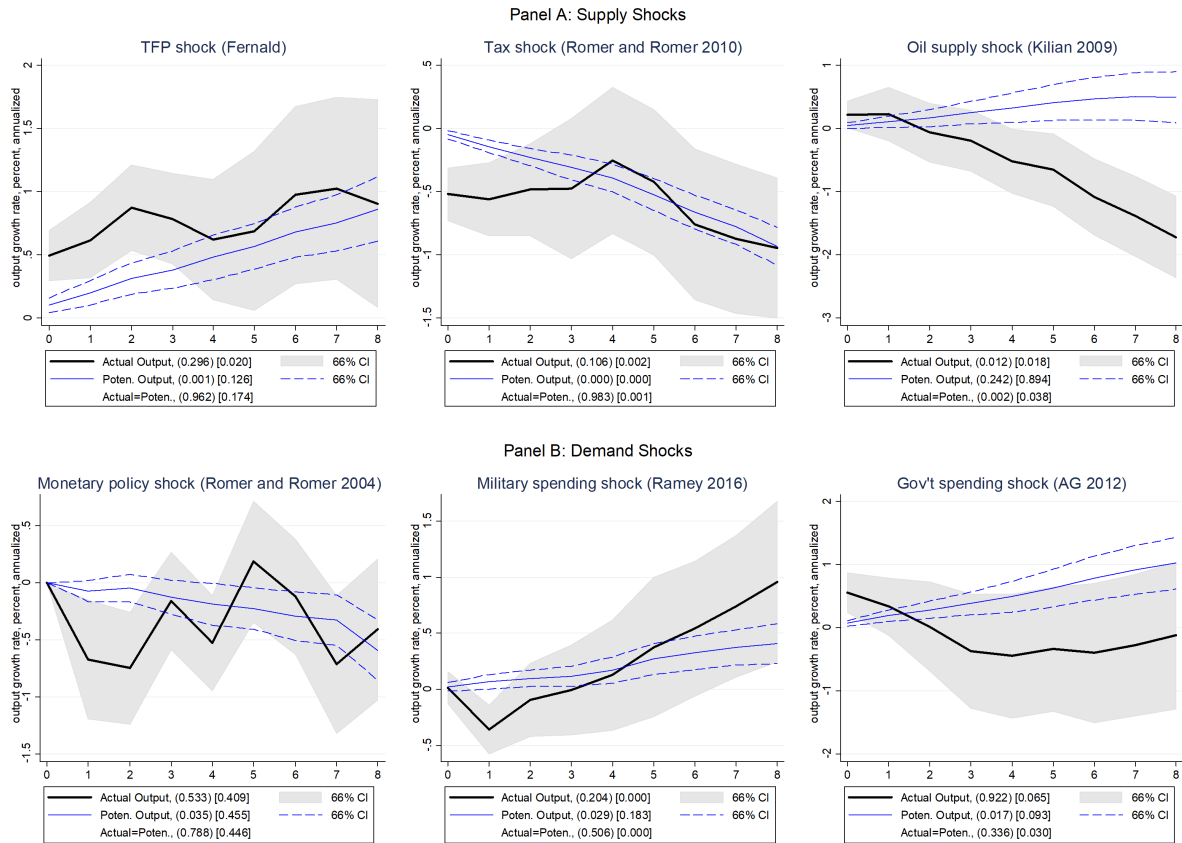 Panel A: Supply Shocks
TFP shock (Fernald)
output growth rate, percent, annualized
2
1.5
1
.5
0
0 1 2 3 4 5 6 7 8
Actual Output, (0.296) [0.020] 66% CI
Poten. Output, (0.001) [0.126] 66% CI
Actual=Poten., (0.962) [0.174]
Tax shock (Romer and Romer 2010)
output growth rate, percent, annualized
.5
0
-.5
-1
-1.5
0 1 2 3 4 5 6 7 8
Actual Output, (0.106) [0.002] 66% CI
Poten. Output, (0.000) [0.000] 66% CI
Actual=Poten., (0.983) [0.001]
Oil supply shock (Kilian 2009)
output growth rate, percent, annualized
1
0
-1
-2
-3
0 1 2 3 4 5 6 7 8
Actual Output, (0.012) [0.018] 66% CI
Poten. Output, (0.242) [0.894] 66% CI
Actual=Poten., (0.002) [0.038]
Panel B: Demand Shocks
Monetary policy shock (Romer and Romer 2004)
output growth rate, percent, annualized
.5
0
-.5
-1
-1.5
0 1 2 3 4 5 6 7 8
Actual Output, (0.533) [0.409] 66% CI
Poten. Output, (0.035) [0.455] 66% CI
Actual=Poten., (0.788) [0.446]
Military spending shock (Ramey 2016)
output growth rate, percent, annualized
1.5
1
.5
0
-.5
0 1 2 3 4 5 6 7 8
Actual Output, (0.204) [0.000] 66% CI
Poten. Output, (0.029) [0.183] 66% CI
Actual=Poten., (0.506) [0.000]
Gov't spending shock (AG 2012)
output growth rate, percent, annualized
2
1
0
-1
-2
0 1 2 3 4 5 6 7 8
Actual Output, (0.922) [0.065] 66% CI
Poten. Output, (0.017) [0.093] 66% CI
Actual=Poten., (0.336) [0.030]